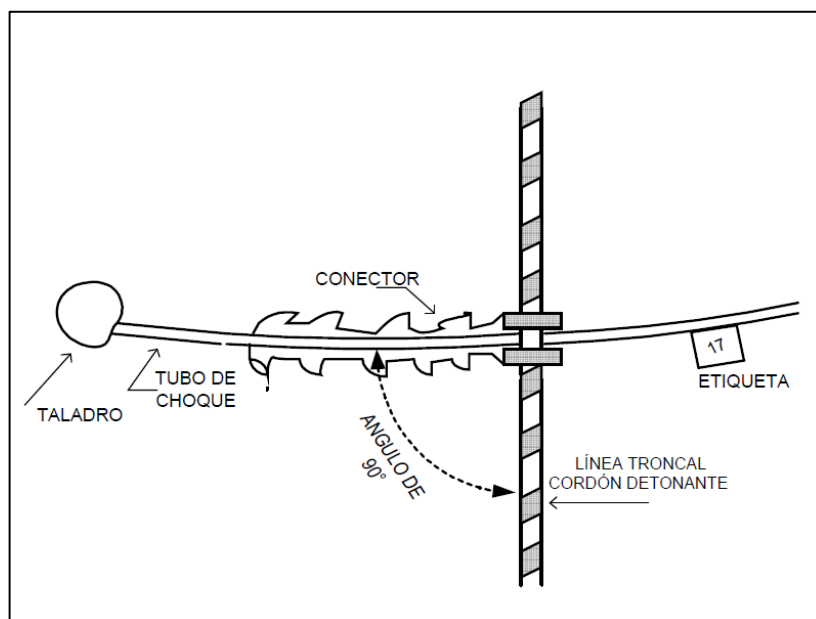 CONECTOR
TUBO DE
CHOQUE
TALADRO
17
ETIQUETA
ANGULO DE
90°
LÍNEA TRONCAL
CORDÓN DETONANTE